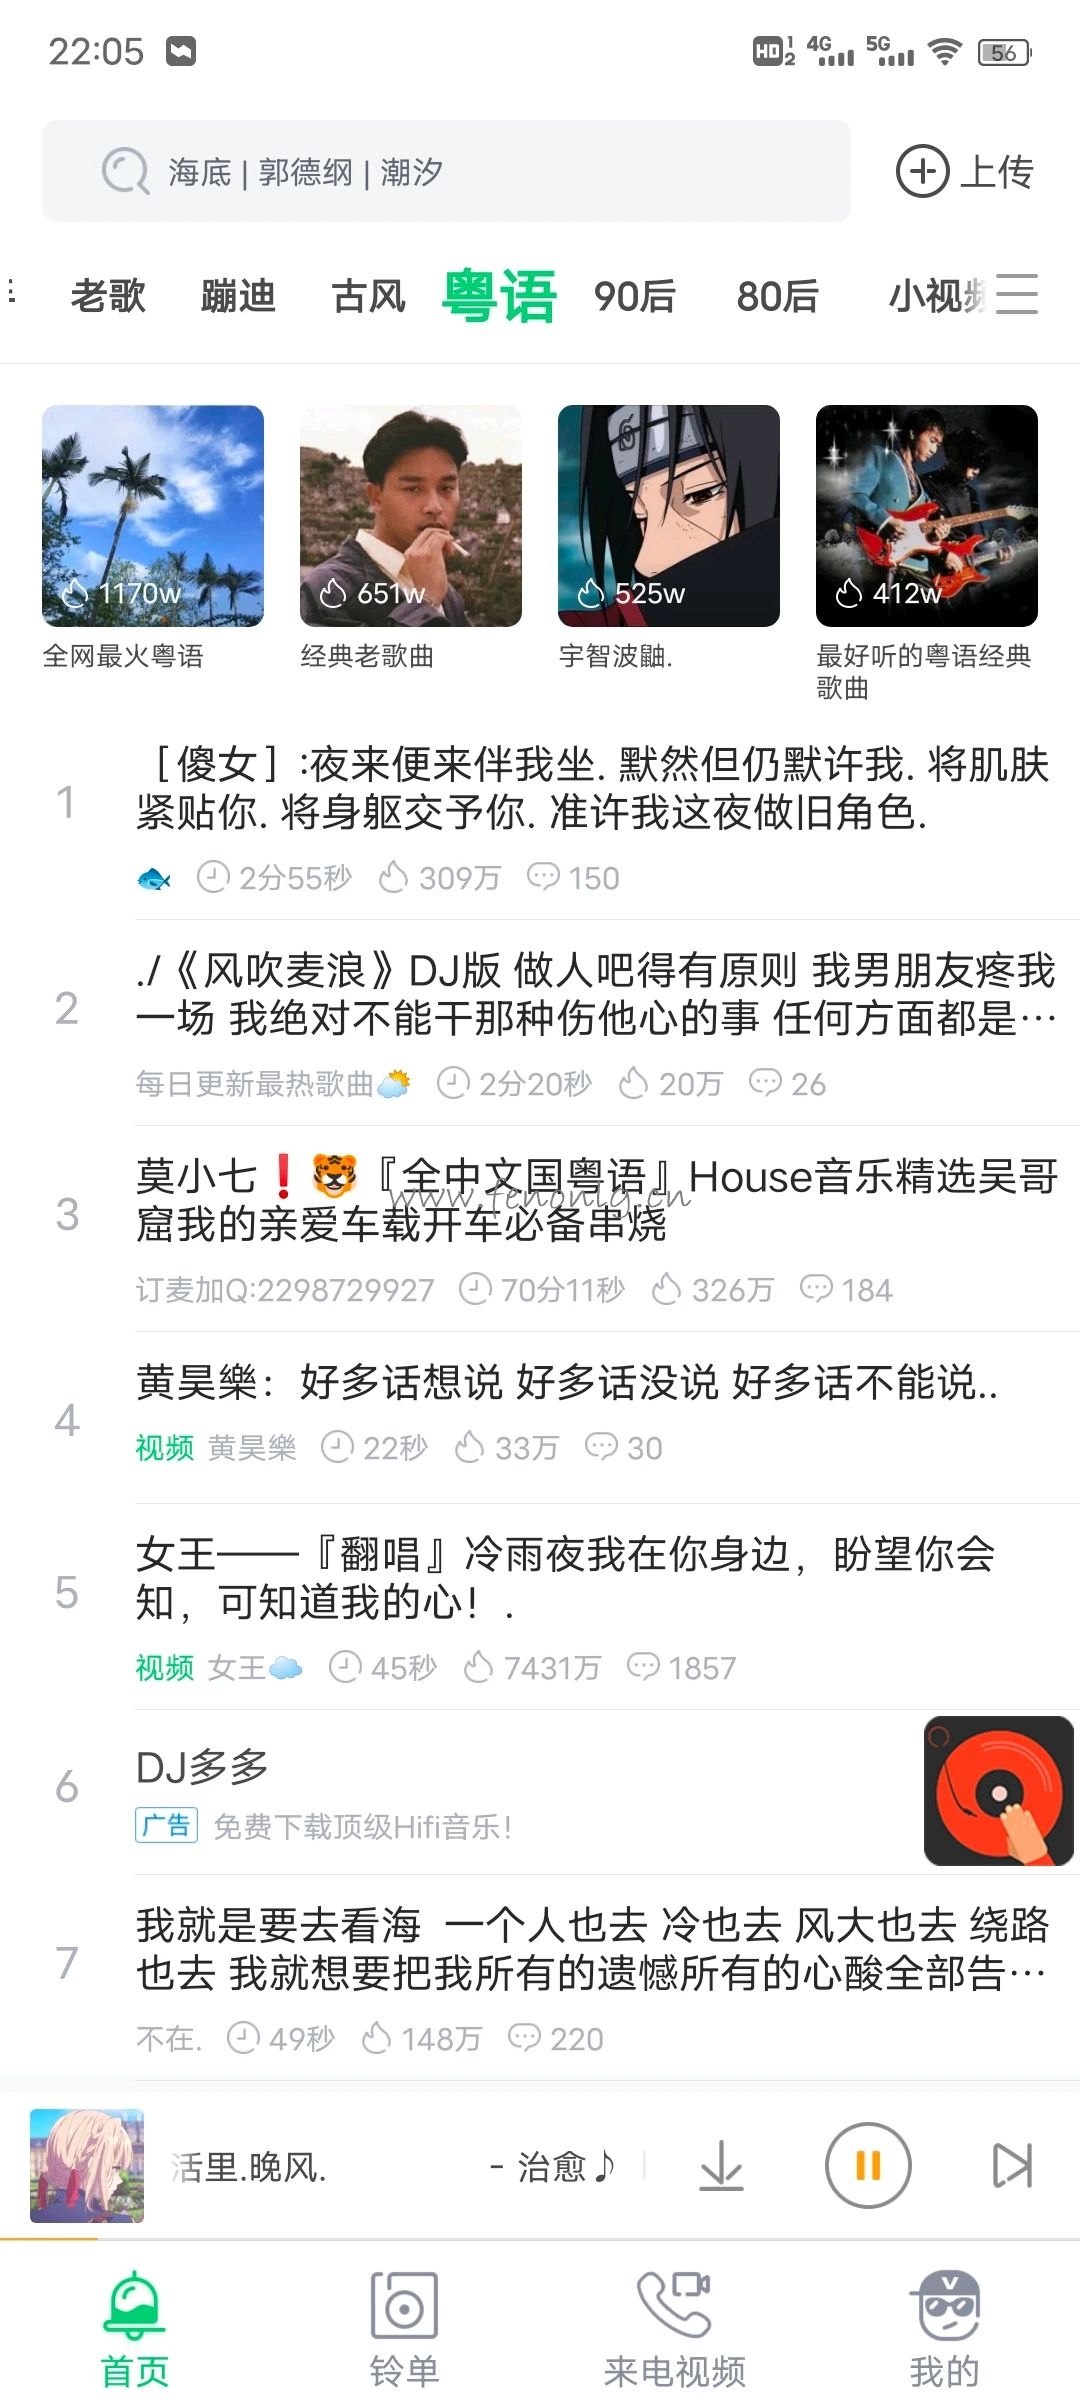 22:05 HD 1 2 4G 5G 56
海底 | 郭德纲 | 潮汐 上传
老歌 蹦迪 古风 粤语 90后 80后 小视频
1170w 651w 525w 412w
全网最火粤语 经典老歌曲 宇智波鼬. 最好听的粤语经典
歌曲
1
［傻女］:夜来便来伴我坐. 默然但仍默许我. 将肌肤
紧贴你. 将身躯交予你. 准许我这夜做旧角色.
🐟 2分55秒 309万 150
2
./《风吹麦浪》DJ版 做人吧得有原则 我男朋友疼我
一场 我绝对不能干那种伤他心的事 任何方面都是…
每日更新最热歌曲🌥️ 2分20秒 20万 26
3
莫小七❗🐯『全中文国粤语』House音乐精选吴哥
窟我的亲爱车载开车必备串烧
www.fenonlg.cn
订麦加Q:2298729927 70分11秒 326万 184
4
黄昊樂：好多话想说 好多话没说 好多话不能说..
视频 黄昊樂 22秒 33万 30
5
女王——『翻唱』冷雨夜我在你身边，盼望你会
知，可知道我的心！.
视频 女王☁️ 45秒 7431万 1857
6
DJ多多
广告 免费下载顶级Hifi音乐！
7
我就是要去看海 一个人也去 冷也去 风大也去 绕路
也去 我就想要把我所有的遗憾所有的心酸全部告…
不在. 49秒 148万 220
活里.晚风. - 治愈♪
首页 铃单 来电视频 我的